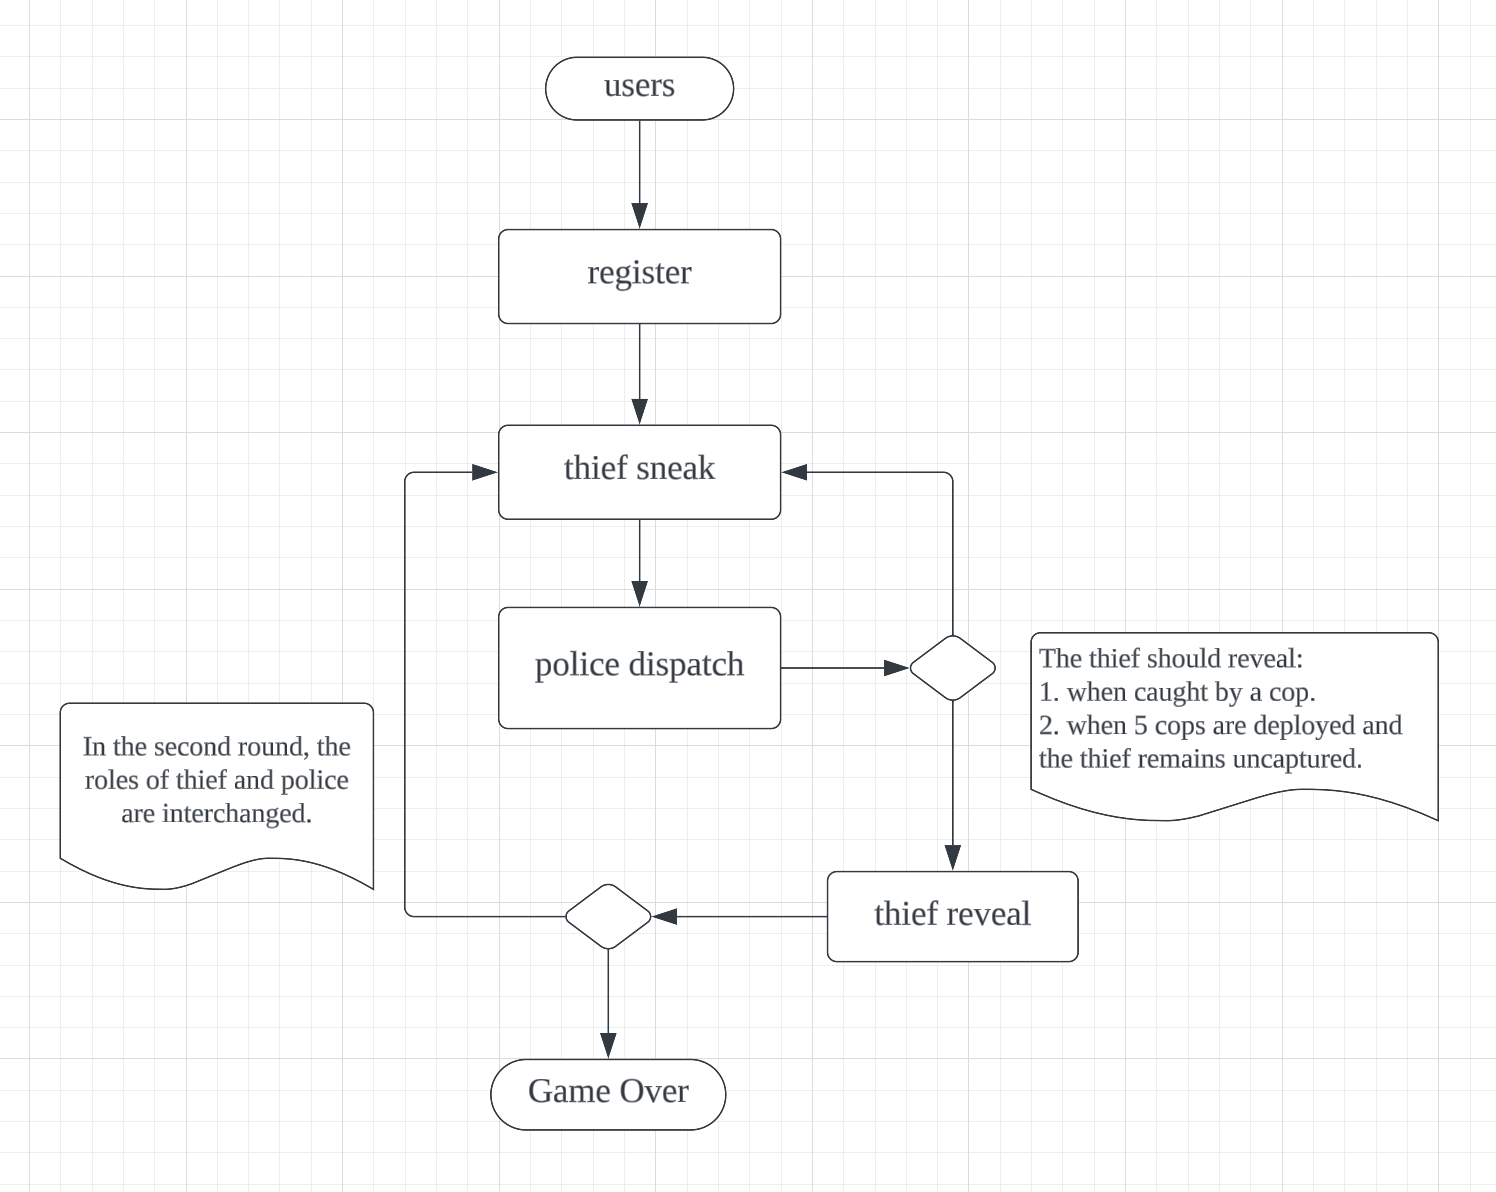 users
register
thief sneak
police dispatch
The thief should reveal:
1. when caught by a cop.
2. when 5 cops are deployed and
the thief remains uncaptured.
In the second round, the
roles of thief and police
are interchanged.
thief reveal
Game Over